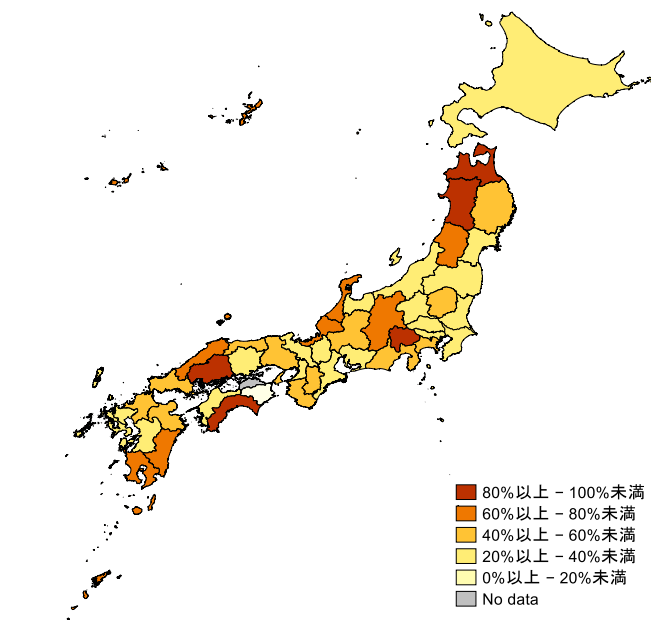 80%以上 – 100%未満
60%以上 – 80%未満
40%以上 – 60%未満
20%以上 – 40%未満
0%以上 – 20%未満
No data